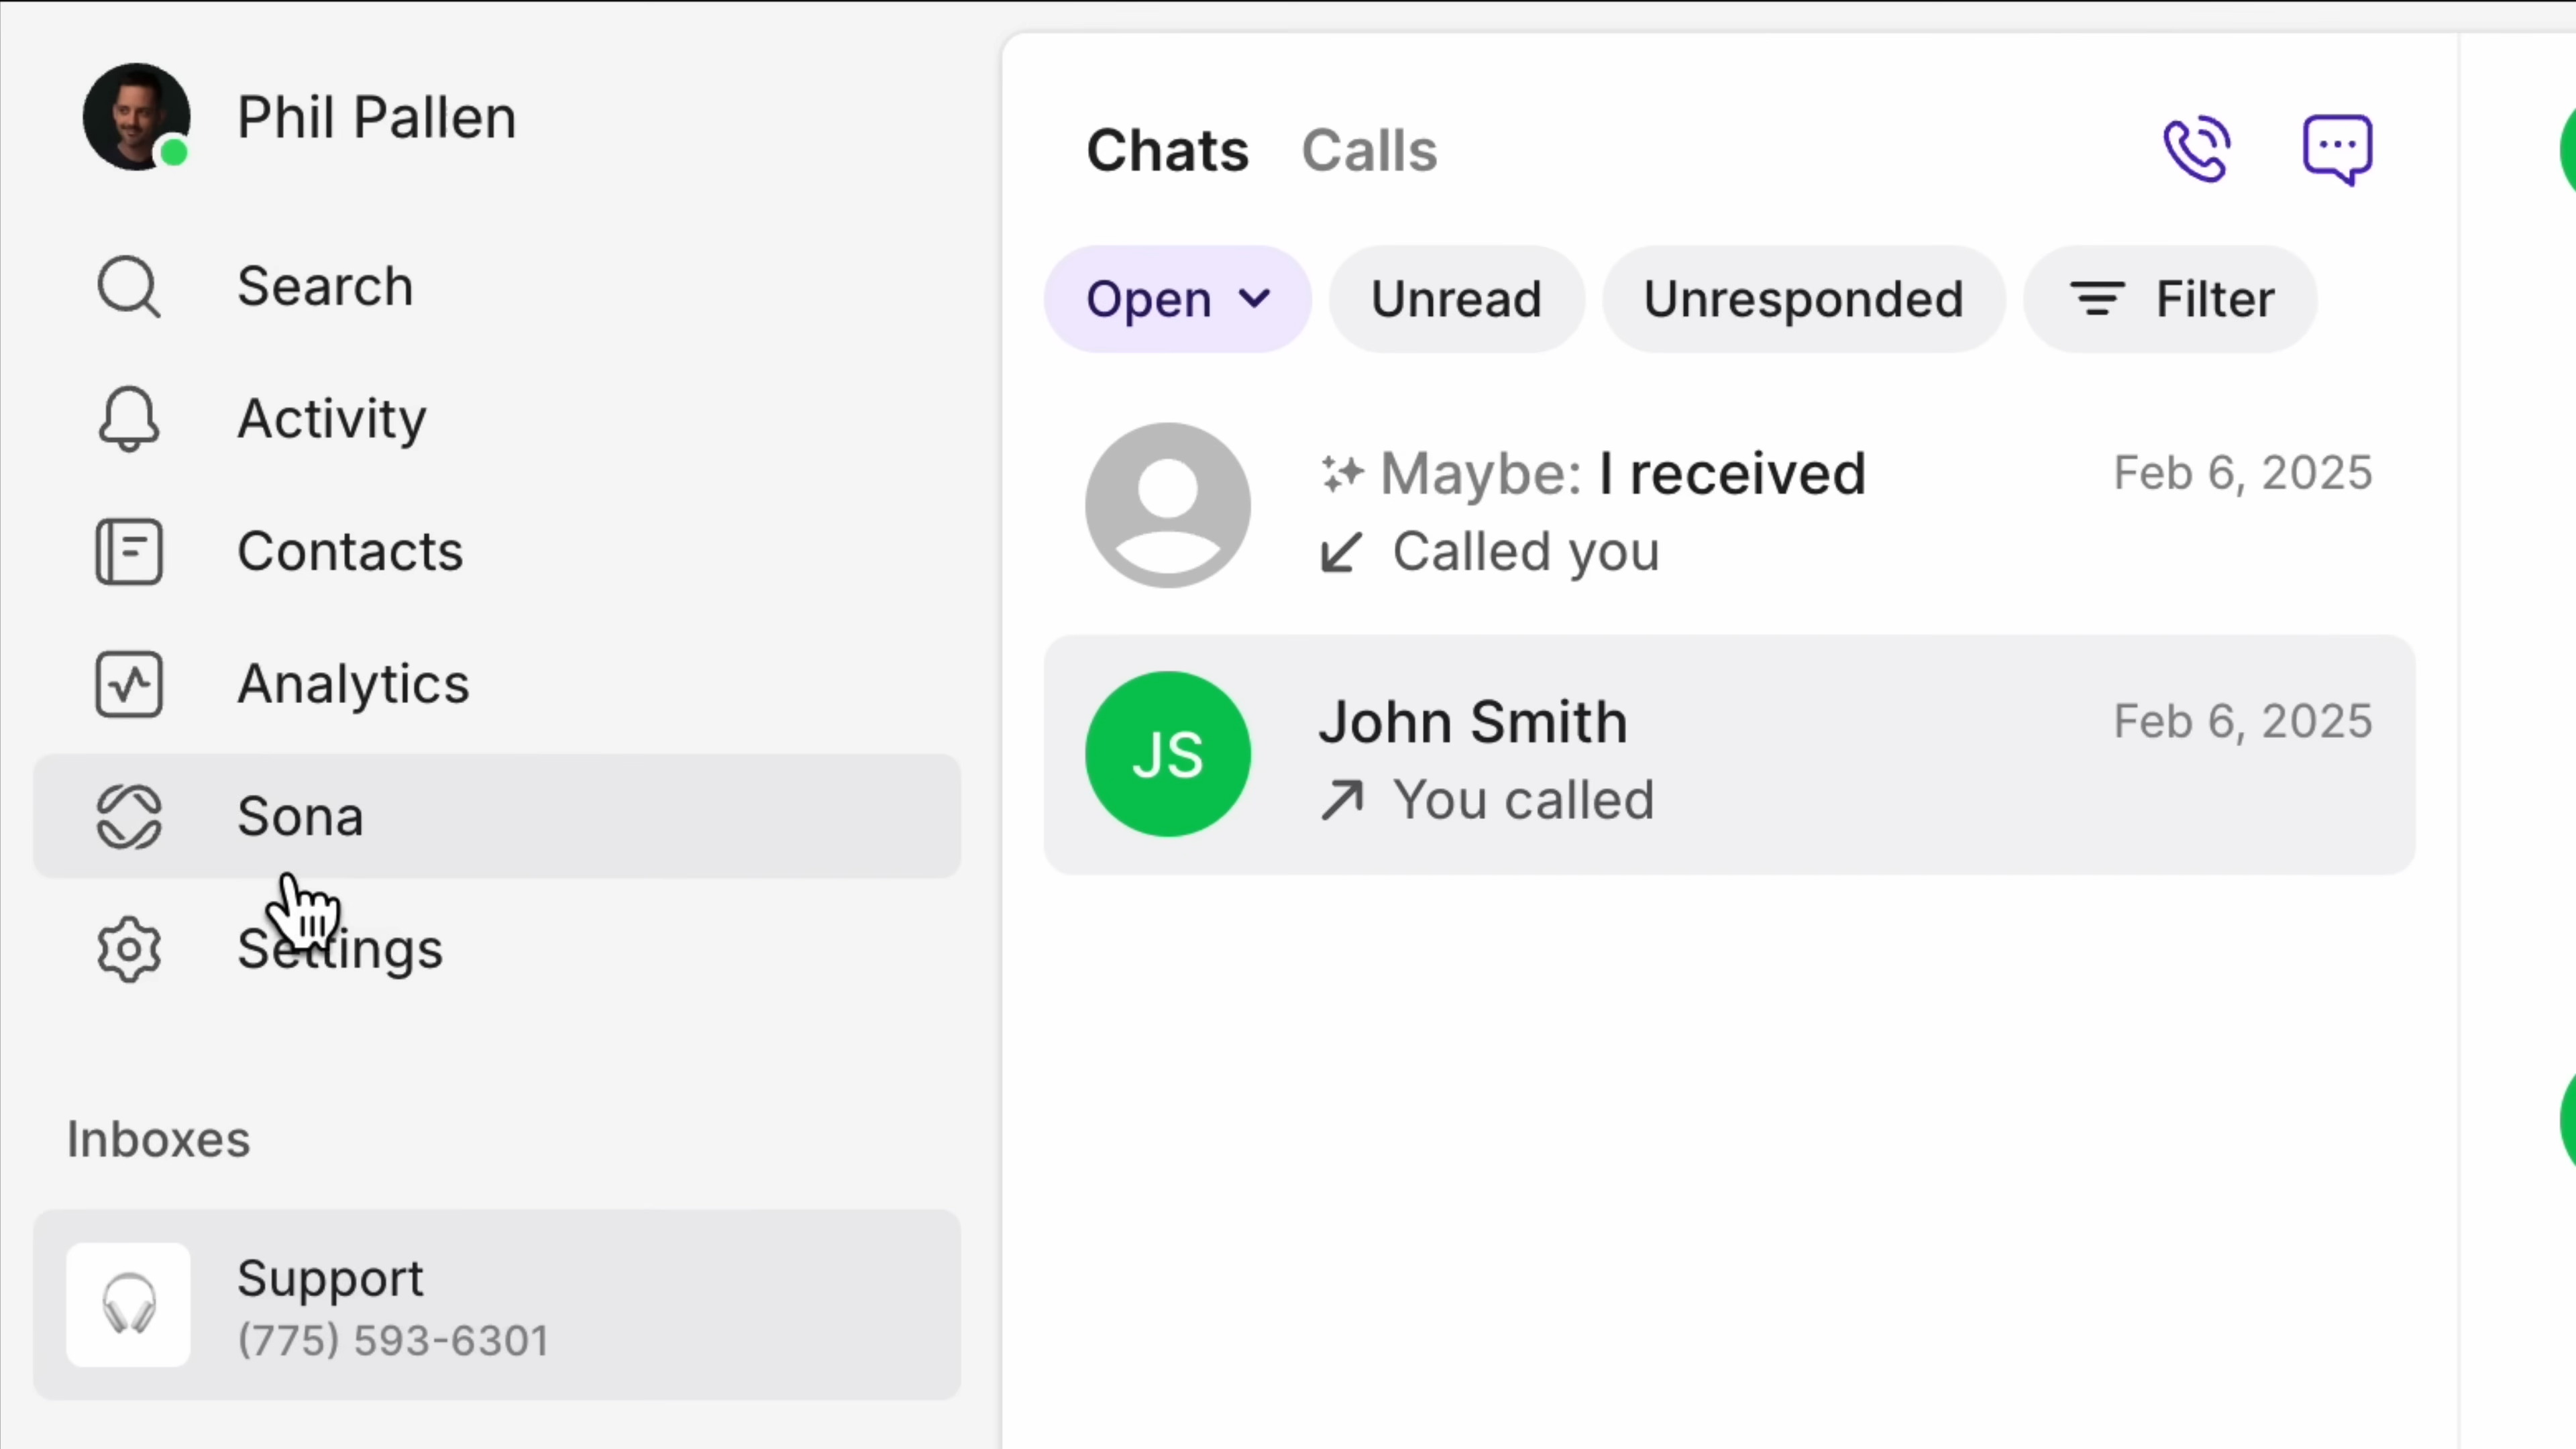 Phil Pallen
Search
Activity
Contacts
Analytics
Sona
Settings
Inboxes
Support
(775) 593-6301
Chats Calls
Open Unread Unresponded Filter
Maybe: I received Feb 6, 2025
Called you
JS John Smith Feb 6, 2025
You called